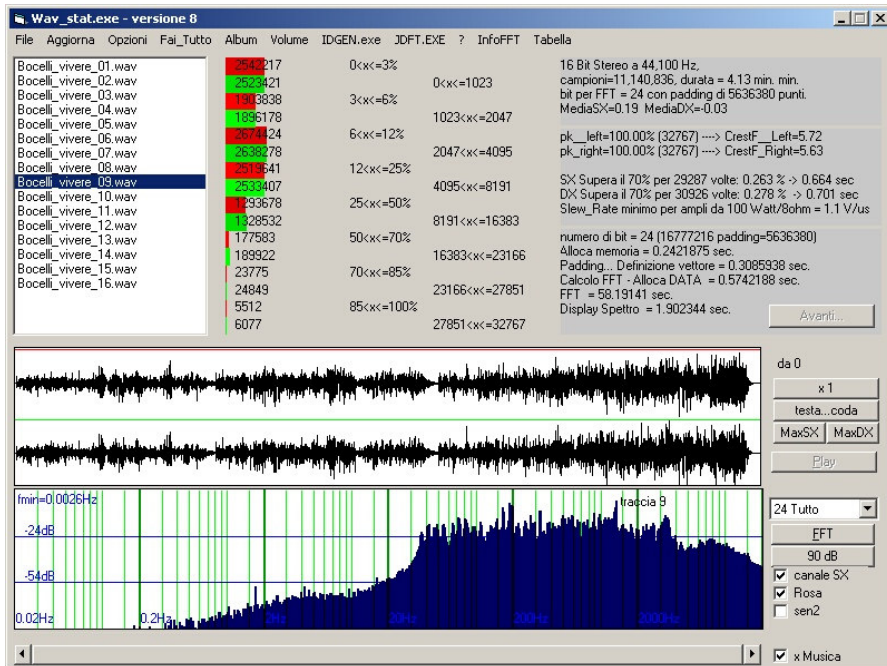 Wav_stat.exe - versione 8
File Aggiorna Opzioni Fai_Tutto Album Volume IDGEN.exe JDFT.EXE ? InfoFFT Tabella
Bocelli_vivere_01.wav
Bocelli_vivere_02.wav
Bocelli_vivere_03.wav
Bocelli_vivere_04.wav
Bocelli_vivere_05.wav
Bocelli_vivere_06.wav
Bocelli_vivere_07.wav
Bocelli_vivere_08.wav
Bocelli_vivere_09.wav
Bocelli_vivere_10.wav
Bocelli_vivere_11.wav
Bocelli_vivere_12.wav
Bocelli_vivere_13.wav
Bocelli_vivere_14.wav
Bocelli_vivere_15.wav
Bocelli_vivere_16.wav
2542217 0<x<=3%
2523421 0<x<=1023
1903838 3<x<=6%
1896178 1023<x<=2047
2674424 6<x<=12%
2638278 2047<x<=4095
2519641 12<x<=25%
2533407 4095<x<=8191
1293678 25<x<=50%
1328532 8191<x<=16383
177583 50<x<=70%
189922 16383<x<=23166
23775 70<x<=85%
24849 23166<x<=27851
5512 85<x<=100%
6077 27851<x<=32767
16 Bit Stereo a 44,100 Hz,
campioni=11,140,836, durata = 4.13 min. min.
bit per FFT = 24 con padding di 5636380 punti.
MediaSX=0.19 MediaDX=-0.03
pk__left=100.00% (32767) ----> CrestF__Left=5.72
pk_right=100.00% (32767) ----> CrestF_Right=5.63
SX Supera il 70% per 29287 volte: 0.263 % -> 0.664 sec
DX Supera il 70% per 30926 volte: 0.278 % -> 0.701 sec
Slew_Rate minimo per ampli da 100 Watt/8ohm = 1.1 V/us
numero di bit = 24 (16777216 padding=5636380)
Alloca memoria = 0.2421875 sec.
Padding... Definizione vettore = 0.3085938 sec.
Calcolo FFT - Alloca DATA = 0.5742188 sec.
FFT = 58.19141 sec.
Display Spettro = 1.902344 sec.
Avanti...
da 0
x 1
testa...coda
MaxSX MaxDX
Play
fmin=0.0026Hz
traccia 9
-24dB
-54dB
0.02Hz 0.2Hz 2Hz 20Hz 200Hz 2000Hz
24 Tutto
FFT
90 dB
canale SX
Rosa
sen2
x Musica